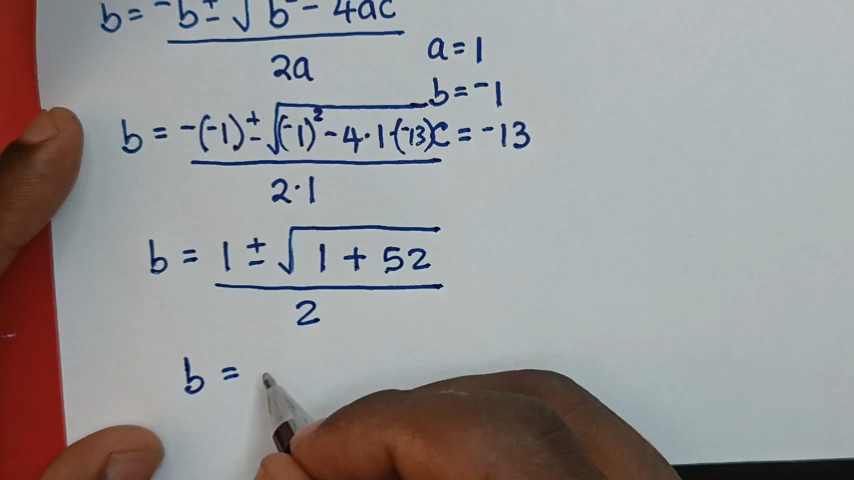 b = -b ± √b² - 4ac
2a
a = 1
b = -1
b = -(-1) ± √(-1)² - 4·1·(-13)
c = -13
2·1
b = 1 ± √1 + 52
2
b =